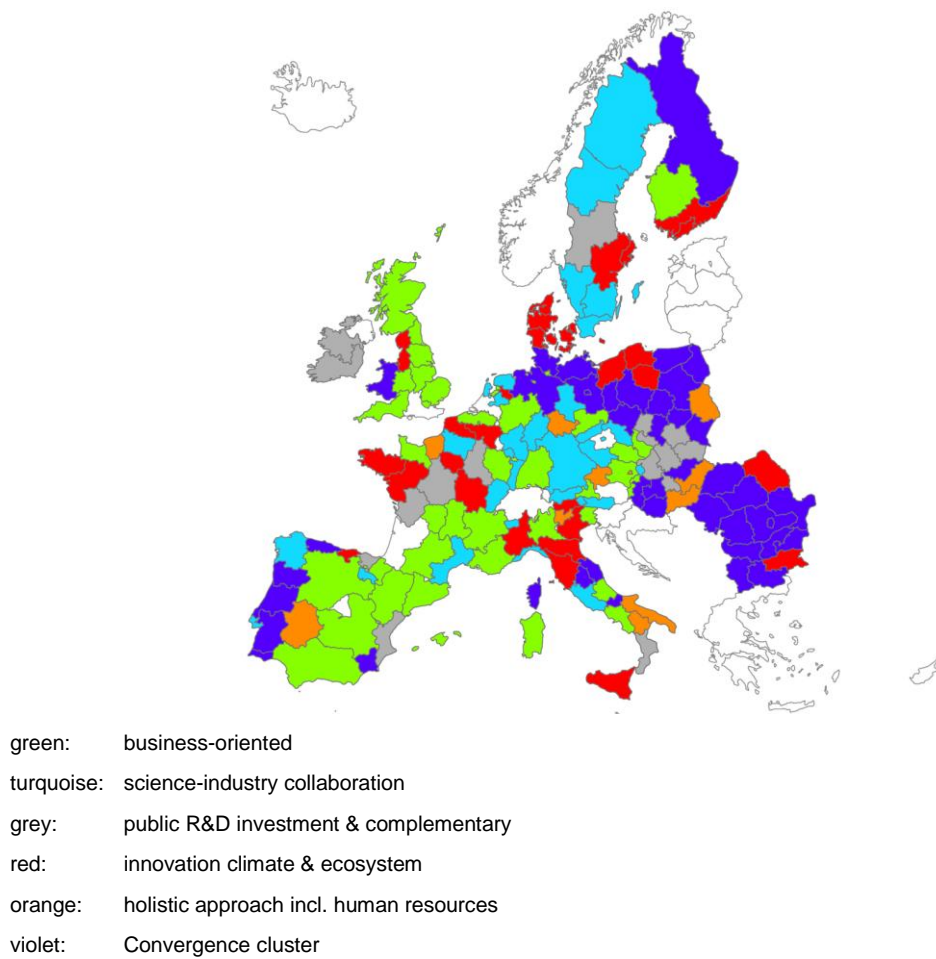 green: business-oriented
turquoise: science-industry collaboration
grey: public R&D investment & complementary
red: innovation climate & ecosystem
orange: holistic approach incl. human resources
violet: Convergence cluster